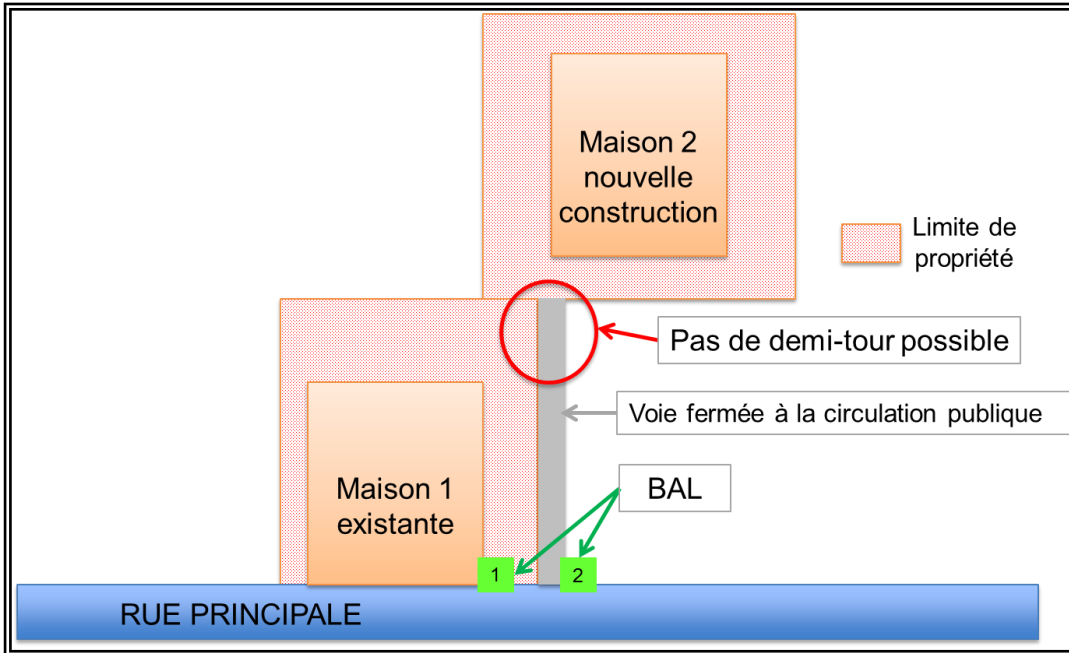 Maison 2
nouvelle
construction
Limite de
propriété
Pas de demi-tour possible
Voie fermée à la circulation publique
BAL
Maison 1
existante
1
2
RUE PRINCIPALE